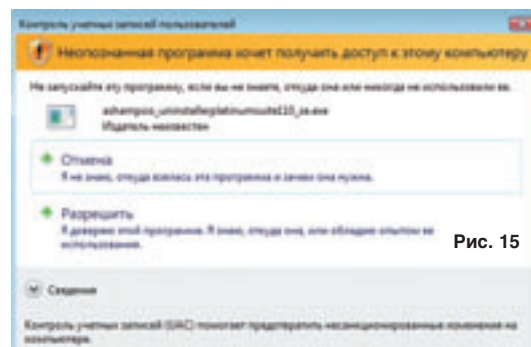 Контроль учетных записей пользователей
Неопознанная программа хочет получить доступ к этому компьютеру
Не запускайте эту программу, если вы не знаете, откуда она или никогда не использовали ее.
ashampoo_uninstallerplatinumsuite110_se.exe
Издатель неизвестен
Отмена
Я не знаю, откуда взялась эта программа и зачем она нужна.
Разрешить
Я доверяю этой программе. Я знаю, откуда она, или обладаю опытом ее
использования.
Рис. 15
Сведения
Контроль учетных записей (UAC) помогает предотвратить несанкционированные изменения на
компьютере.